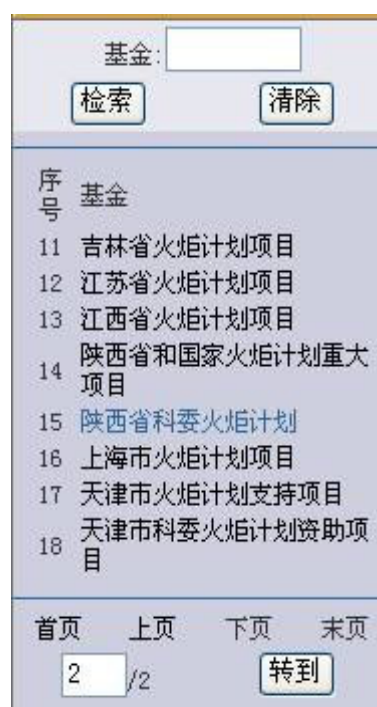 基金:
检索 清除
序号 基金
11 吉林省火炬计划项目
12 江苏省火炬计划项目
13 江西省火炬计划项目
14 陕西省和国家火炬计划重大
项目
15 陕西省科委火炬计划
16 上海市火炬计划项目
17 天津市火炬计划支持项目
18 天津市科委火炬计划资助项
目
首页 上页 下页 末页
2 /2 转到